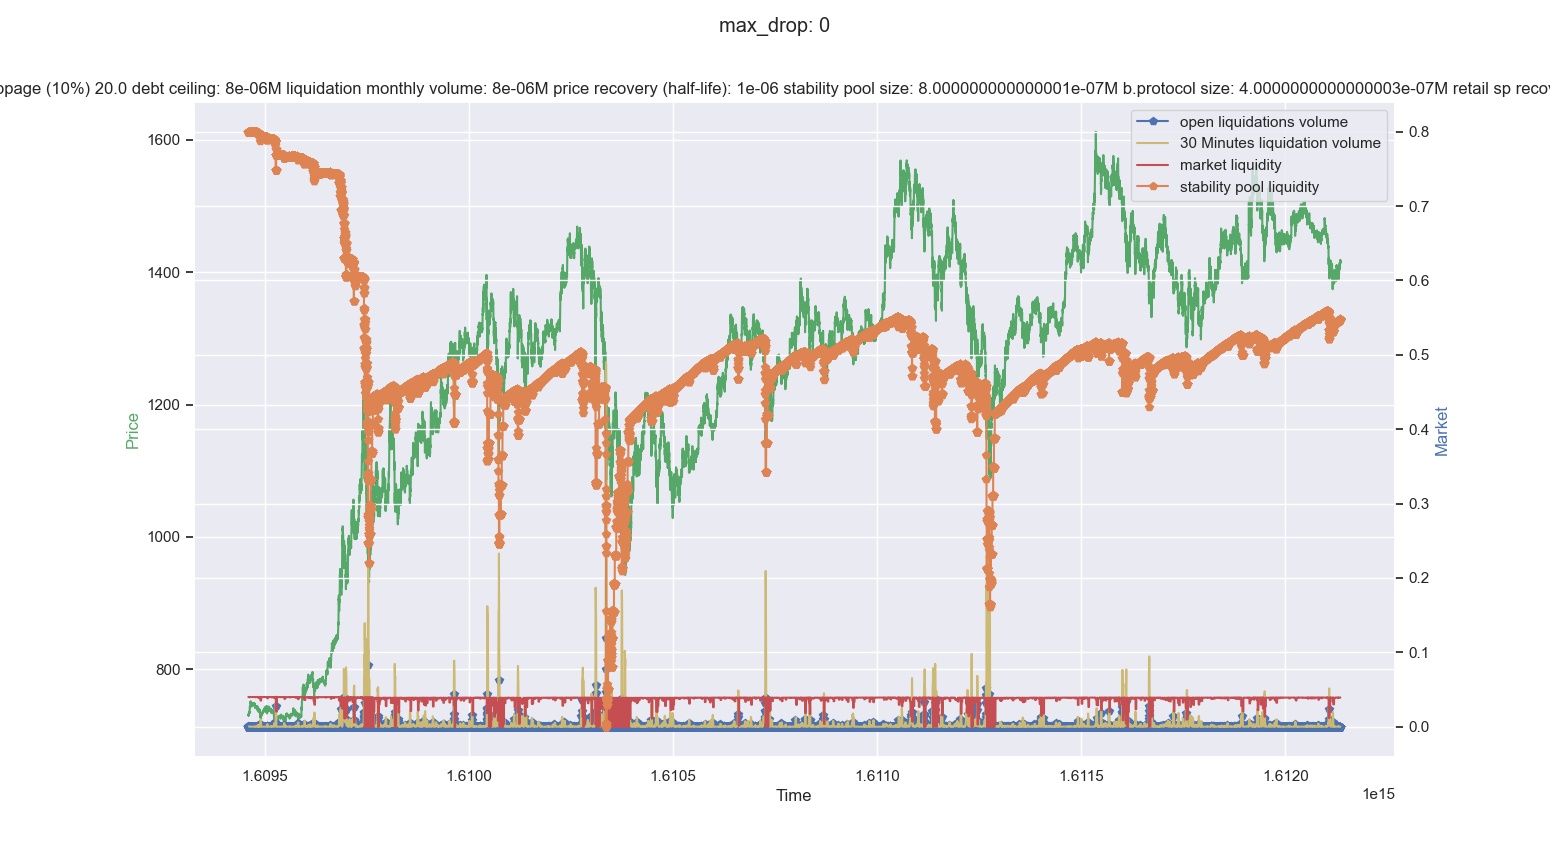 max_drop: 0
(10%) 20.0 debt ceiling: 8e-06M liquidation monthly volume: 8e-06M price recovery (half-life): 1e-06 stability pool size: 8.000000000000001e-07M b.protocol size: 4.0000000000000003e-07M retail sp
open liquidations volume
30 Minutes liquidation volume
market liquidity
stability pool liquidity
1600
1400
1200
1000
800
Price
0.8
0.7
0.6
0.5
0.4
0.3
0.2
0.1
0.0
Market
1.6095
1.6100
1.6105
1.6110
1.6115
1.6120
1e15
Time